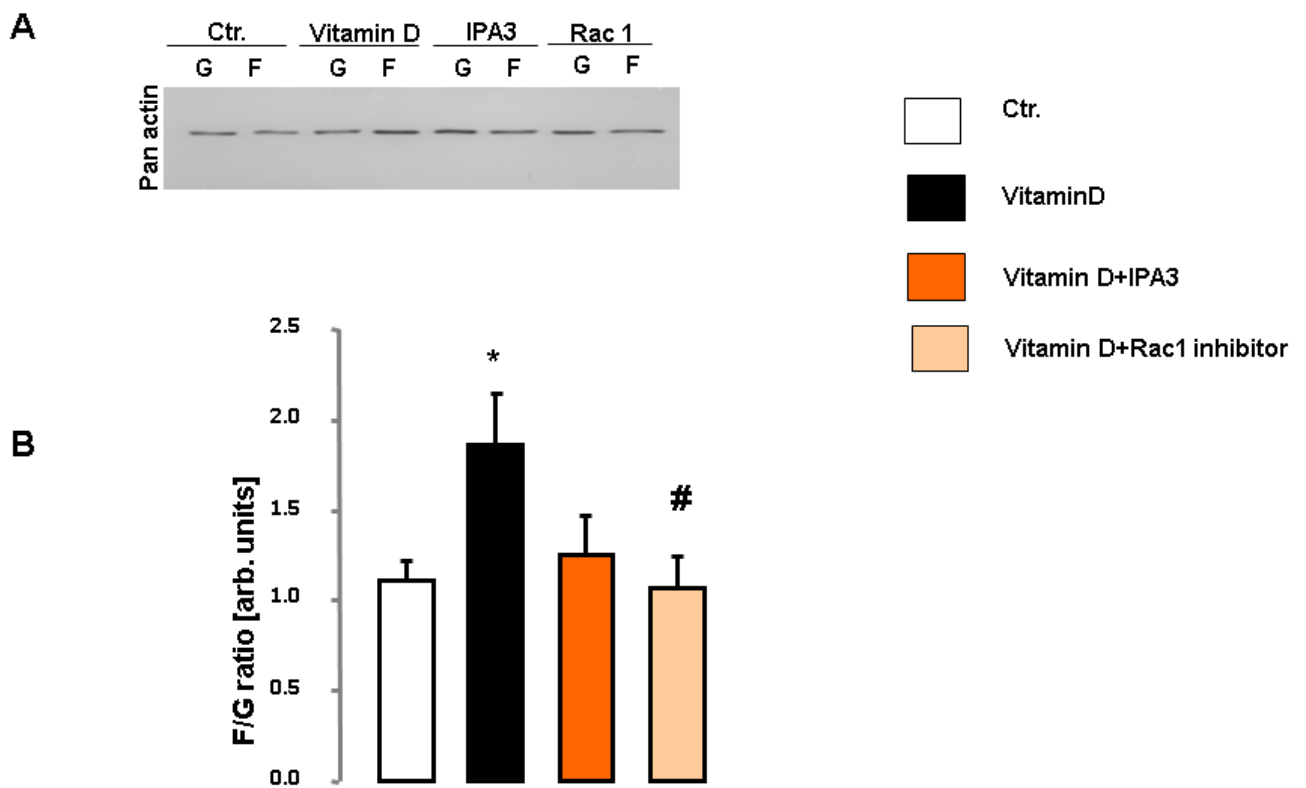 A
Ctr. Vitamin D IPA3 Rac 1
G F G F G F G F
Pan actin
Ctr.
VitaminD
Vitamin D+IPA3
Vitamin D+Rac1 inhibitor
B
F/G ratio [arb. units]
2.5
2.0
1.5
1.0
0.5
0.0
*
#